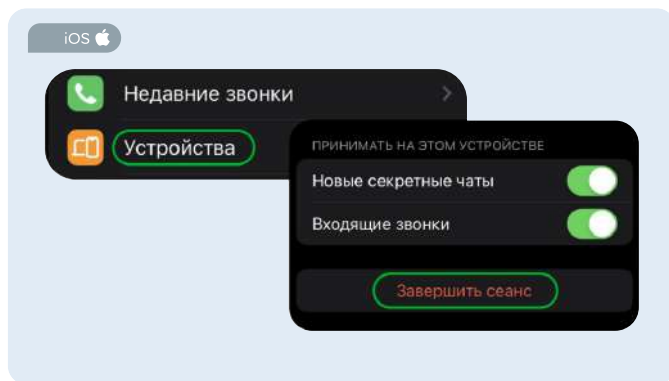 iOS
Недавние звонки
Устройства
ПРИНИМАТЬ НА ЭТОМ УСТРОЙСТВЕ
Новые секретные чаты
Входящие звонки
Завершить сеанс